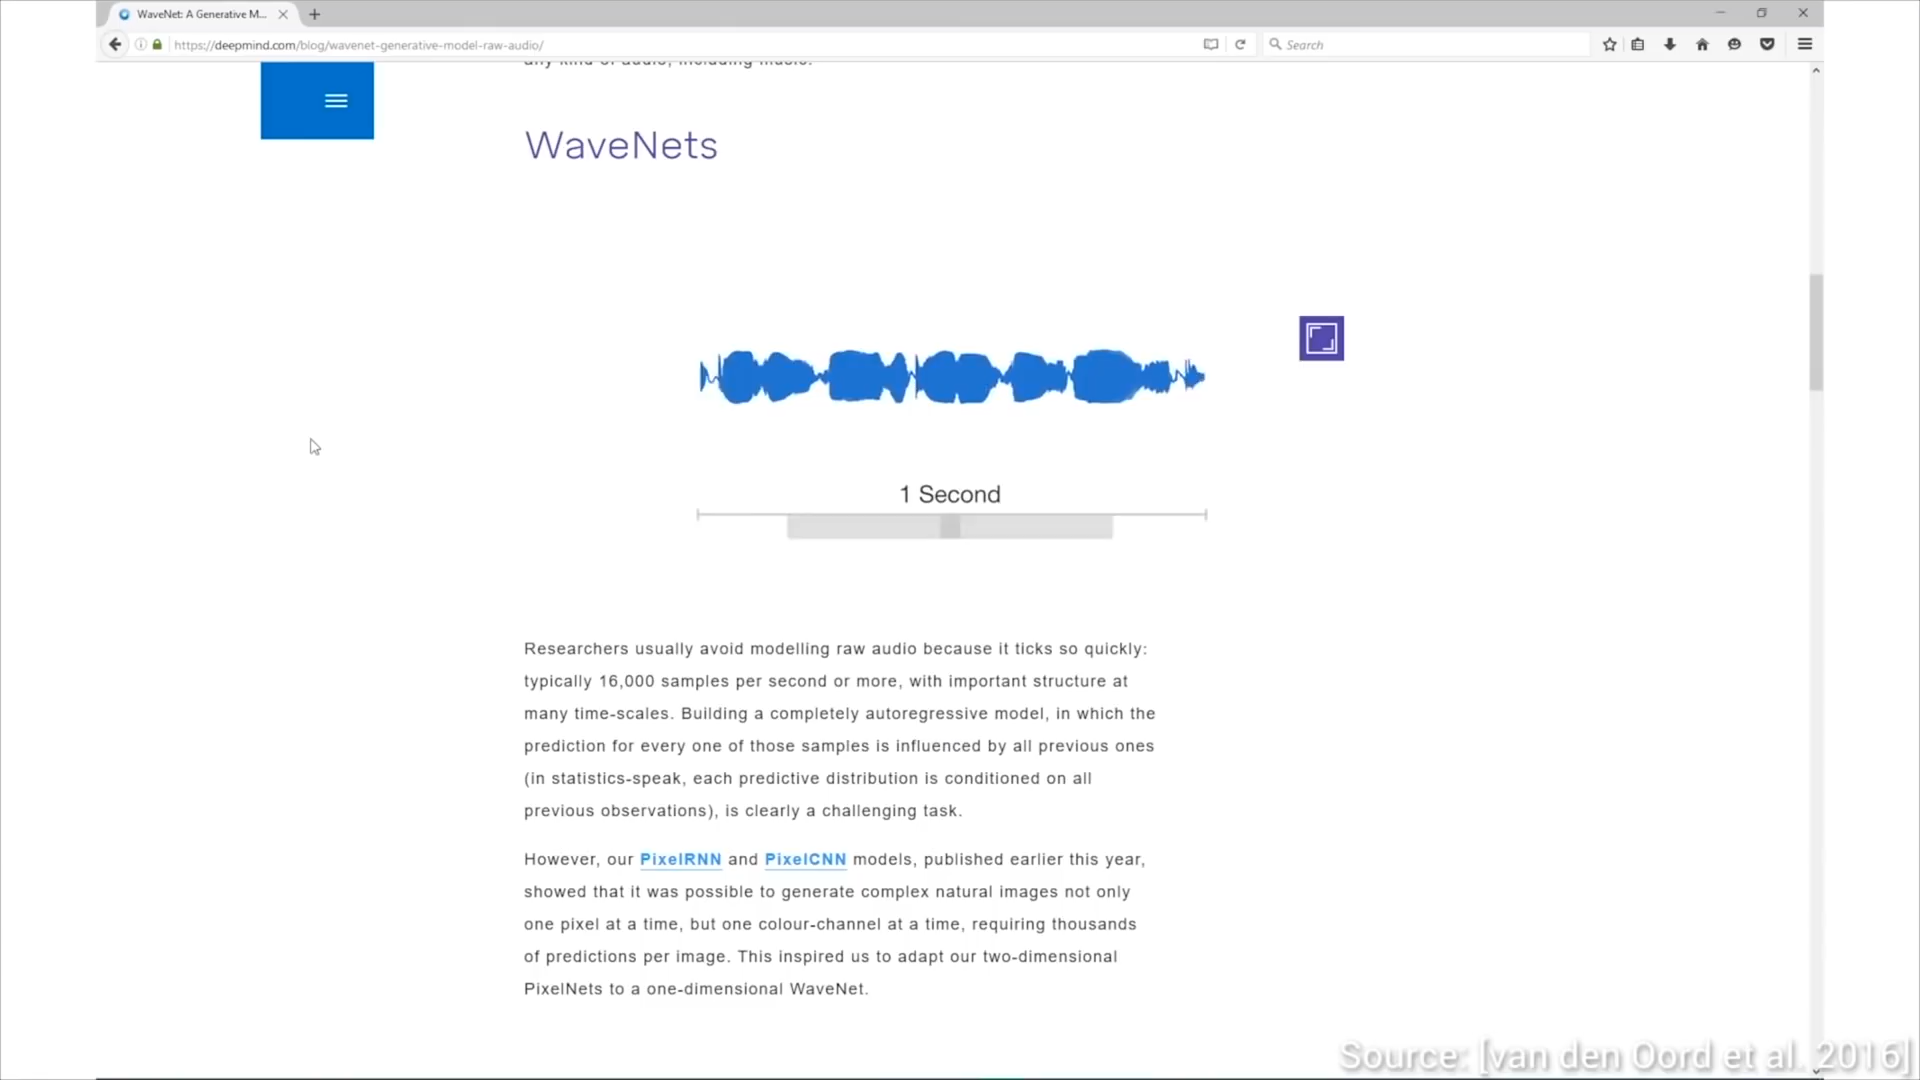 WaveNet: A Generative M...
https://deepmind.com/blog/wavenet-generative-model-raw-audio/
Search
any kind of audio, including music.
WaveNets
1 Second
Researchers usually avoid modelling raw audio because it ticks so quickly:
typically 16,000 samples per second or more, with important structure at
many time-scales. Building a completely autoregressive model, in which the
prediction for every one of those samples is influenced by all previous ones
(in statistics-speak, each predictive distribution is conditioned on all
previous observations), is clearly a challenging task.
However, our PixelRNN and PixelCNN models, published earlier this year,
showed that it was possible to generate complex natural images not only
one pixel at a time, but one colour-channel at a time, requiring thousands
of predictions per image. This inspired us to adapt our two-dimensional
PixelNets to a one-dimensional WaveNet.
Source: [van den Oord et al. 2016]